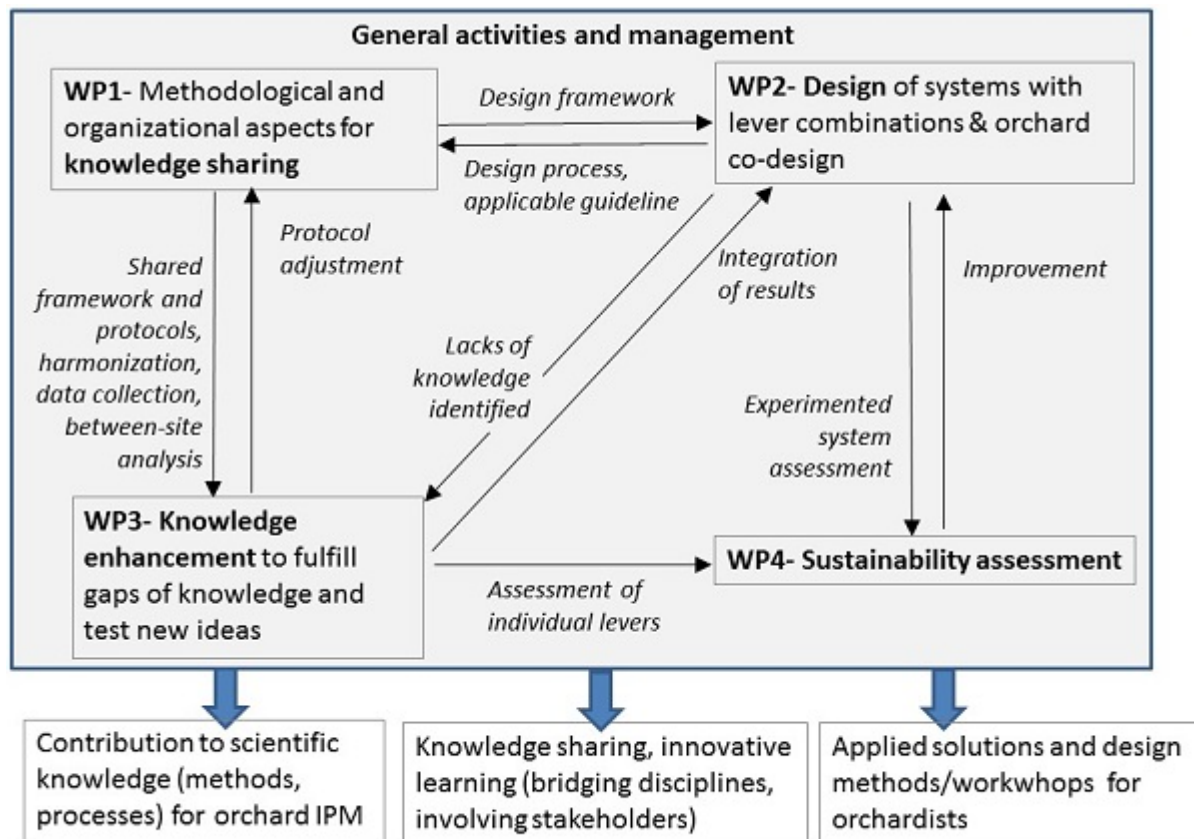 General activities and management
WP1- Methodological and
organizational aspects for
knowledge sharing
Design framework
WP2- Design of systems with
lever combinations & orchard
co-design
Design process,
applicable guideline
Protocol
adjustment
Shared
framework and
protocols,
harmonization,
data collection,
between-site
analysis
Integration
of results
Improvement
Lacks of
knowledge
identified
Experimented
system
assessment
WP3- Knowledge
enhancement to fulfill
gaps of knowledge and
test new ideas
WP4- Sustainability assessment
Assessment of
individual levers
Contribution to scientific
knowledge (methods,
processes) for orchard IPM
Knowledge sharing, innovative
learning (bridging disciplines,
involving stakeholders)
Applied solutions and design
methods/workwhops for
orchardists